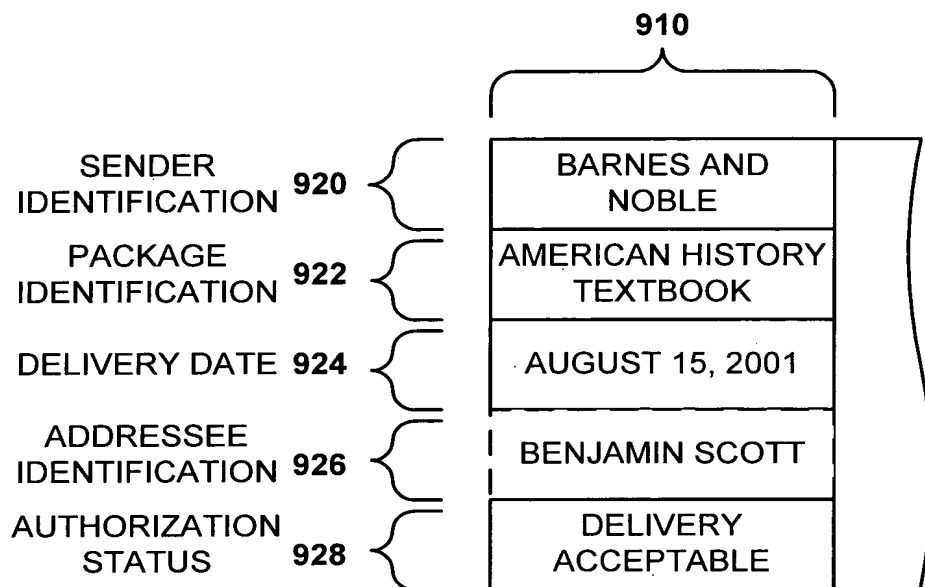 910
SENDER
IDENTIFICATION 920
BARNES AND
NOBLE
PACKAGE
IDENTIFICATION 922
AMERICAN HISTORY
TEXTBOOK
DELIVERY DATE 924
AUGUST 15, 2001
ADDRESSEE
IDENTIFICATION 926
BENJAMIN SCOTT
AUTHORIZATION
STATUS 928
DELIVERY
ACCEPTABLE